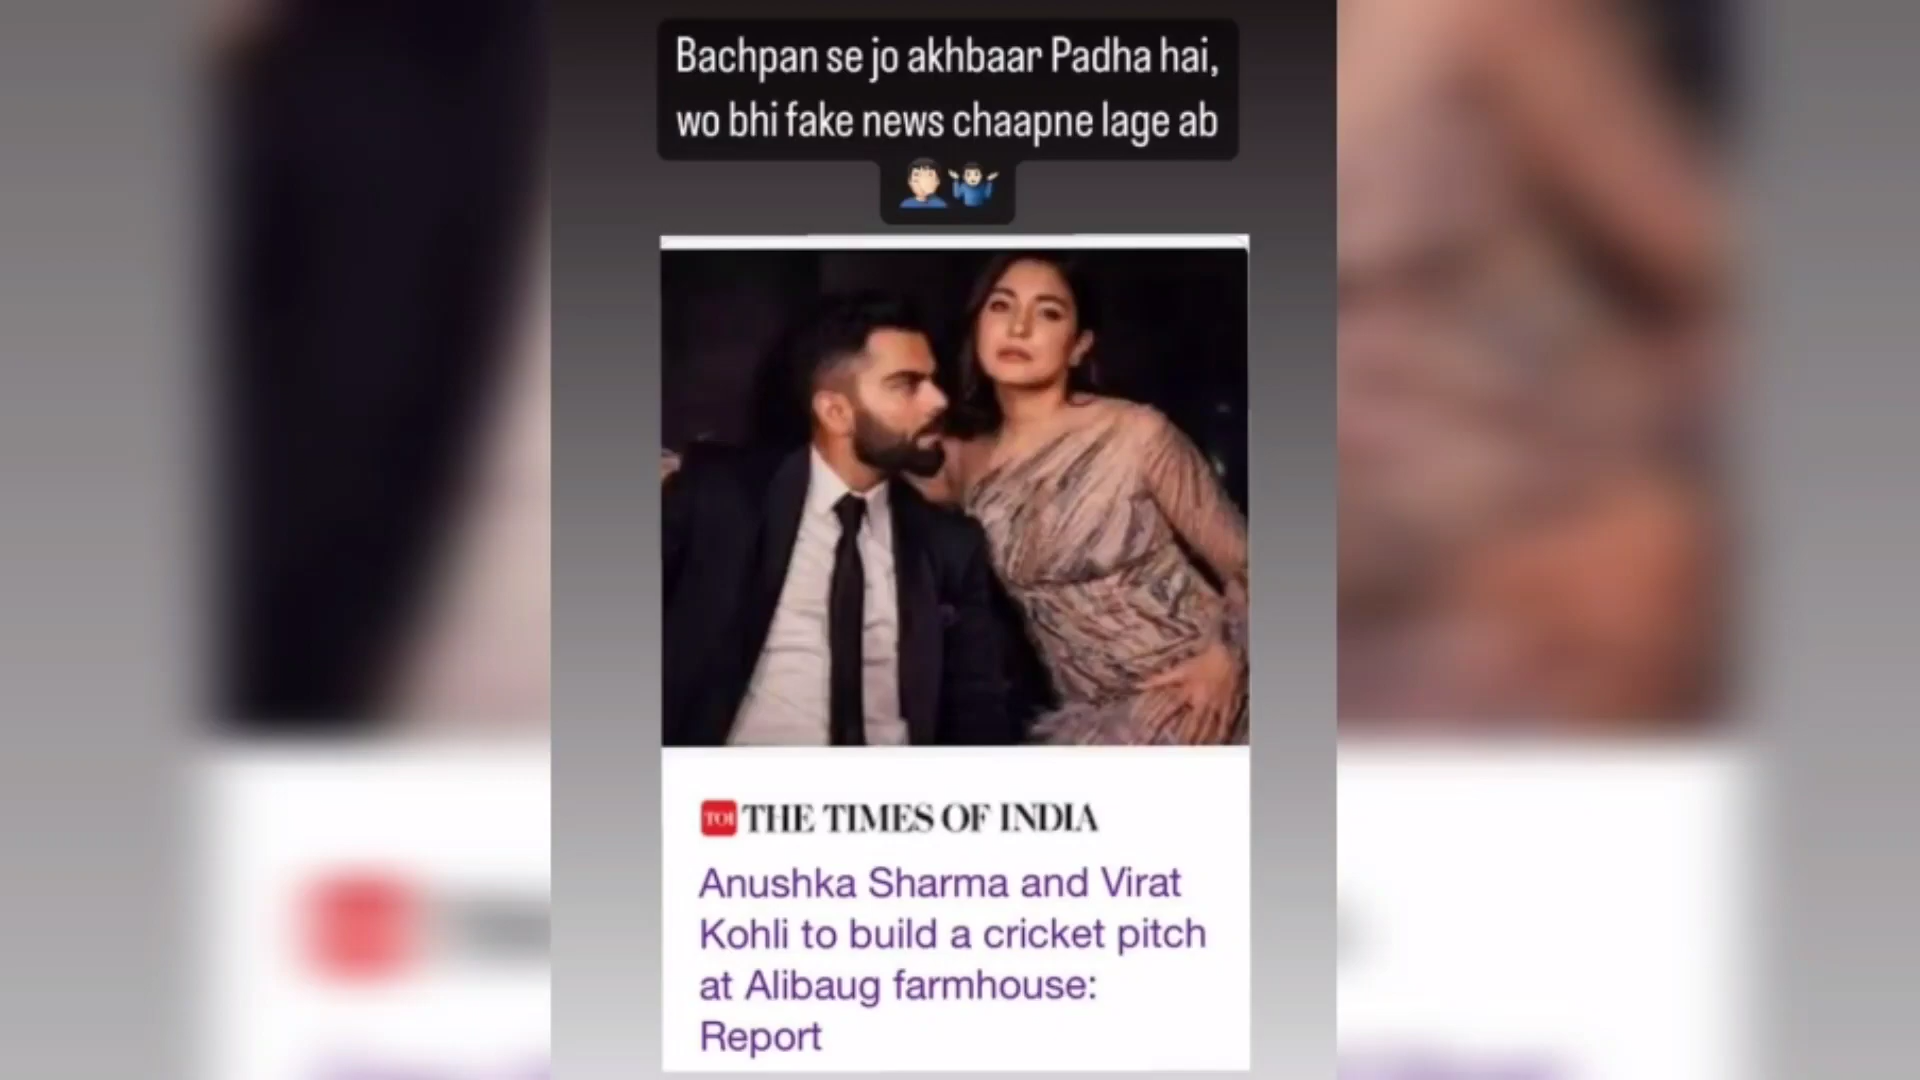 Bachpan se jo akhbaar Padha hai,
wo bhi fake news chaapne lage ab
TOI THE TIMES OF INDIA
Anushka Sharma and Virat
Kohli to build a cricket pitch
at Alibaug farmhouse:
Report